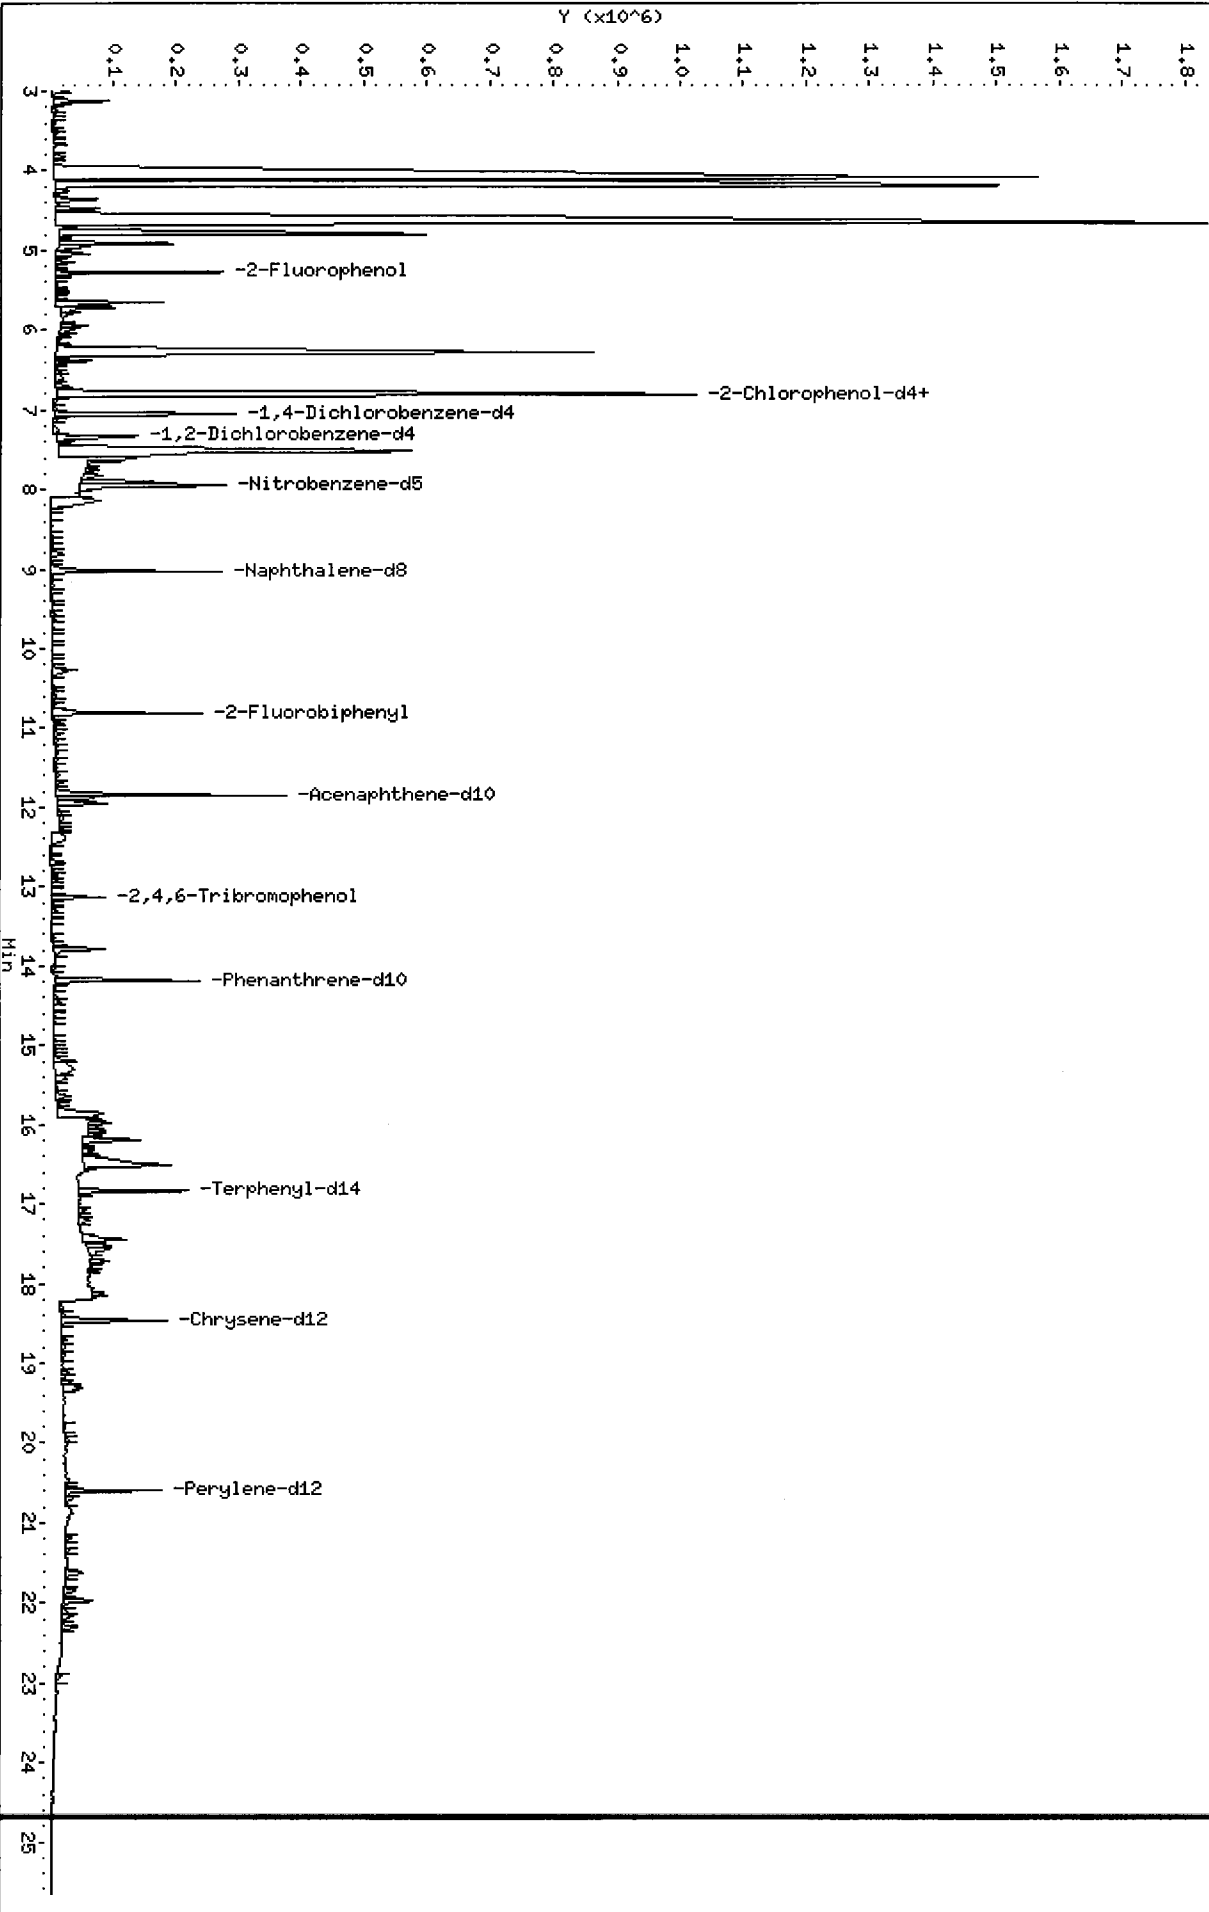 Y (x10^6)
0.1
0.2
0.3
0.4
0.5
0.6
0.7
0.8
0.9
1.0
1.1
1.2
1.3
1.4
1.5
1.6
1.7
1.8
3
4
5
6
7
8
9
10
11
12
13
14
15
16
17
18
19
20
21
22
23
24
25
Min
-2-Fluorophenol
-2-Chlorophenol-d4+
-1,4-Dichlorobenzene-d4
-1,2-Dichlorobenzene-d4
-Nitrobenzene-d5
-Naphthalene-d8
-2-Fluorobiphenyl
-Acenaphthene-d10
-2,4,6-Tribromophenol
-Phenanthrene-d10
-Terphenyl-d14
-Chrysene-d12
-Perylene-d12